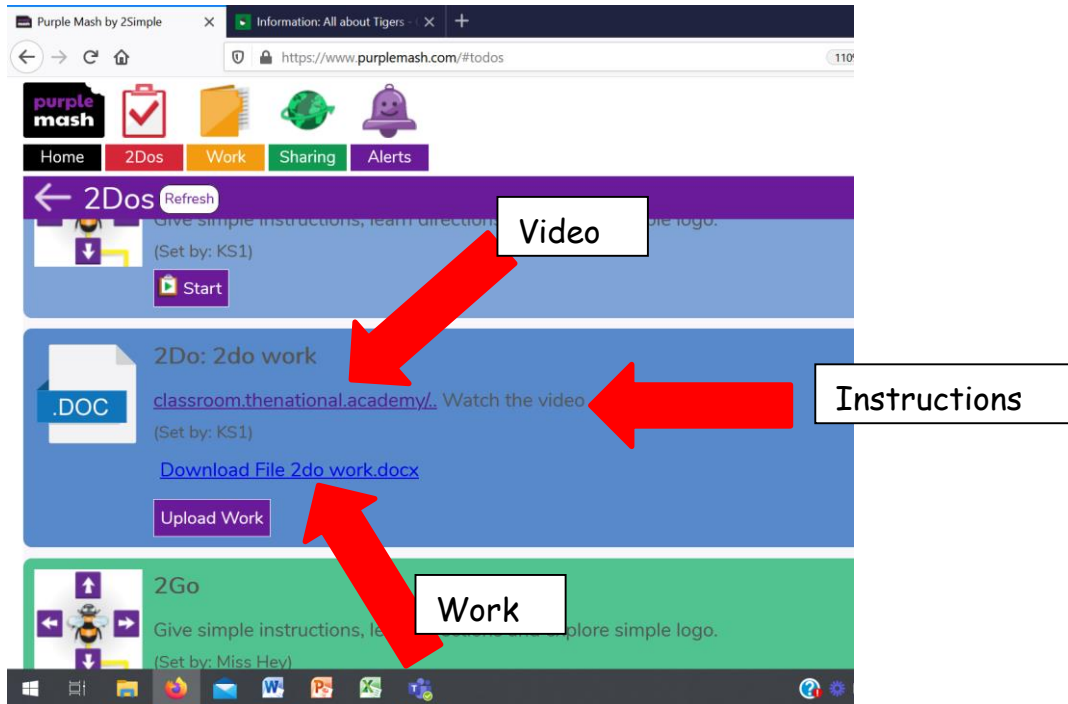 Purple Mash by 2Simple
Information: All about Tigers - (
https://www.purplemash.com/#todos
110%
purple
mash
Home
2Dos
Work
Sharing
Alerts
2Dos
Refresh
Give simple instructions, learn directions
ple logo.
(Set by: KS1)
Start
Video
2Do: 2do work
.DOC
classroom.thenational.academy/.. Watch the video
(Set by: KS1)
Instructions
Download File 2do work.docx
Upload Work
2Go
Work
Give simple instructions, le
ctions and explore simple logo.
(Set by: Miss Hey)